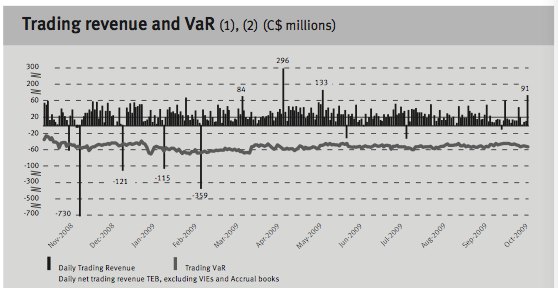 Trading revenue and VaR (1), (2) (C$ millions)
300
200
60
20
-20
-60
-100
-300
-500
-700
296
84
133
91
-121
-115
-359
-730
Nov-2008
Dec-2008
Jan-2009
Feb-2009
Mar-2009
Apr-2009
May-2009
Jun-2009
Jul-2009
Aug-2009
Sep-2009
Oct-2009
Daily Trading Revenue Trading VaR
Daily net trading revenue TEB, excluding VIEs and Accrual books